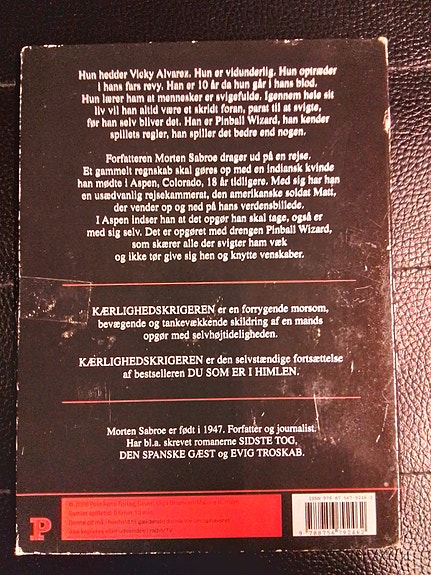 Hun hedder Vicky Alvarez. Hun er vidunderlig. Hun optræder
i hans fars revy. Han er 10 år da hun går i hans blod.
Hun lærer ham at mennesker er svigefulde. Igennem hele sit
liv vil han altid være et skridt foran, parat til at svigte,
før han selv bliver det. Han er Pinball Wizard, han kender
spillets regler, han spiller det bedre end nogen.
Forfatteren Morten Sabroe drager ud på en rejse.
Et gammelt regnskab skal gøres op med en indiansk kvinde
han mødte i Aspen, Colorado, 18 år tidligere. Med sig har han
en usædvanlig rejsekammerat, den amerikanske soldat Matt,
der vender op og ned på hans verdensbillede.
I Aspen indser han at det opgør han skal tage, også er
med sig selv. Det er opgøret med drengen Pinball Wizard,
som skærer alle der svigter ham væk
og ikke tør give sig hen og knytte venskaber.
KÆRLIGHEDSKRIGEREN er en forrygende morsom,
bevægende og tankevækkende skildring af en mands
opgør med selvhøjtideligheden.
KÆRLIGHEDSKRIGEREN er den selvstændige fortsættelse
af bestselleren DU SOM ER I HIMLEN.
Morten Sabroe er født i 1947. Forfatter og journalist.
Har bl.a. skrevet romanerne SIDSTE TOG,
DEN SPANSKE GÆST og EVIG TROSKAB.
P